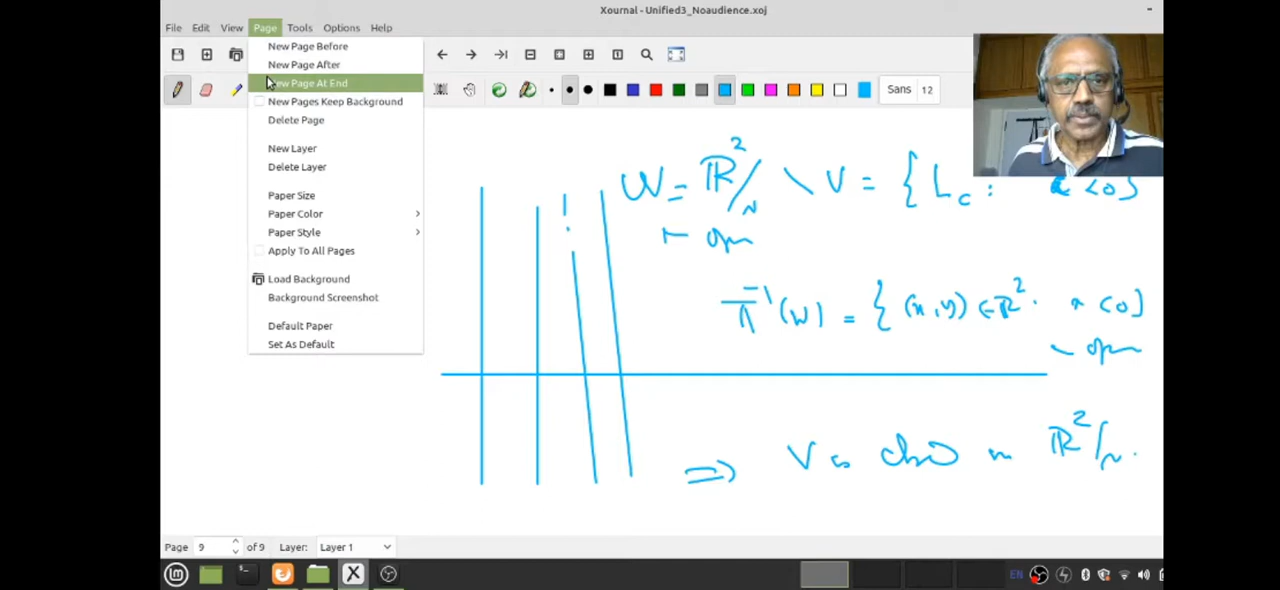 Xournal - Unified3_Noaudience.xoj
File Edit View Page Tools Options Help
New Page Before
New Page After
New Page At End
New Pages Keep Background
Delete Page
New Layer
Delete Layer
Paper Size
Paper Color
Paper Style
Apply To All Pages
Load Background
Background Screenshot
Default Paper
Set As Default
Sans 12
W = ℝ²/~ \ V = { L_c : < 0 }
← open
π⁻¹(W) = { (x, y) ∈ ℝ² : x < 0 }
← open
⇒ V is closed in ℝ²/~.
Page 9 of 9 Layer: Layer 1
EN